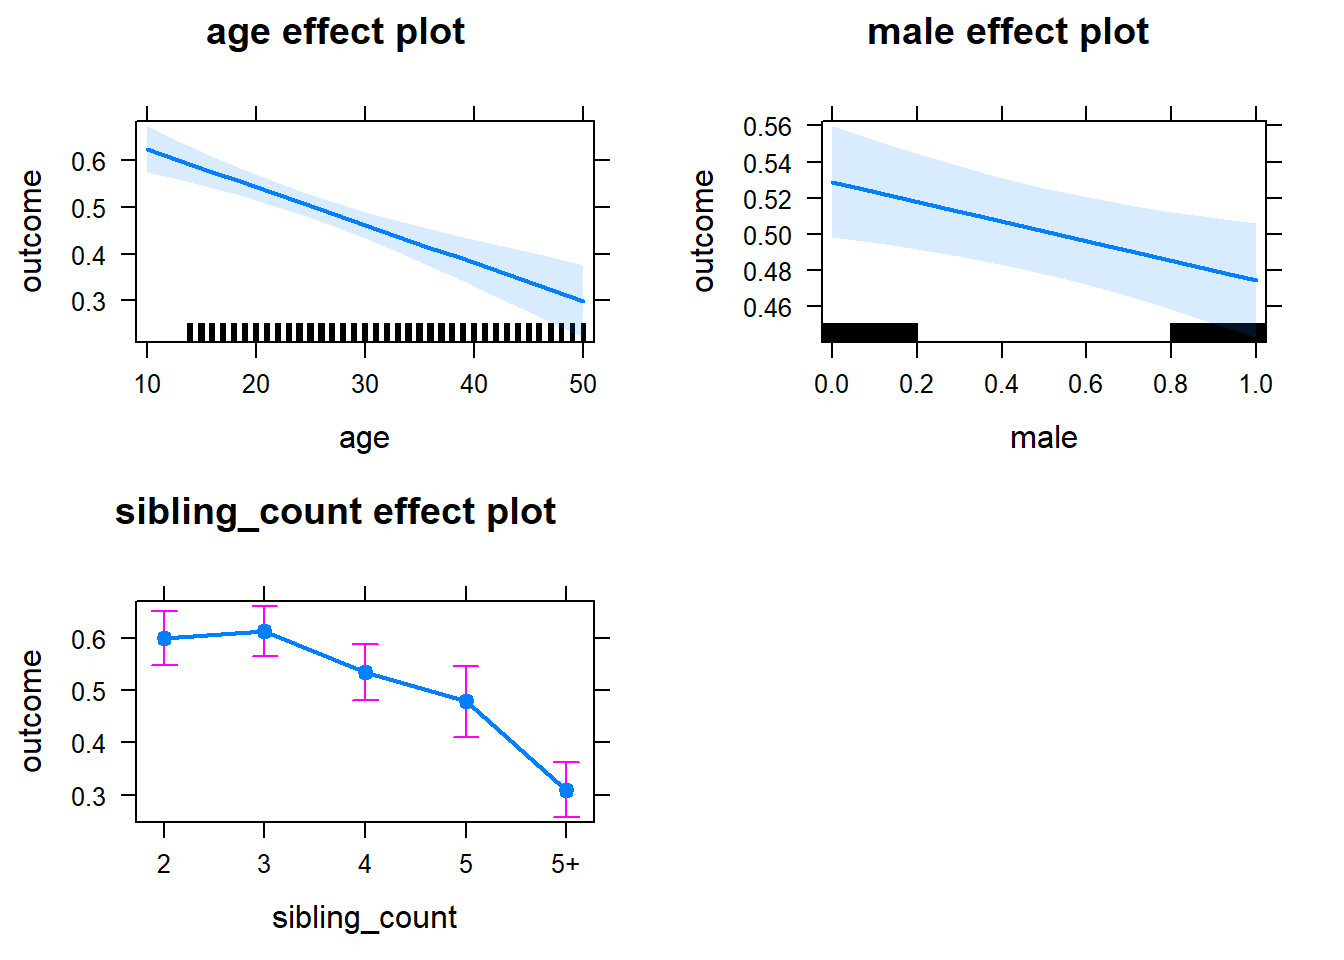 age effect plot
outcome
0.6
0.5
0.4
0.3
10 20 30 40 50
age
male effect plot
outcome
0.56
0.54
0.52
0.50
0.48
0.46
0.0 0.2 0.4 0.6 0.8 1.0
male
sibling_count effect plot
outcome
0.6
0.5
0.4
0.3
2 3 4 5 5+
sibling_count